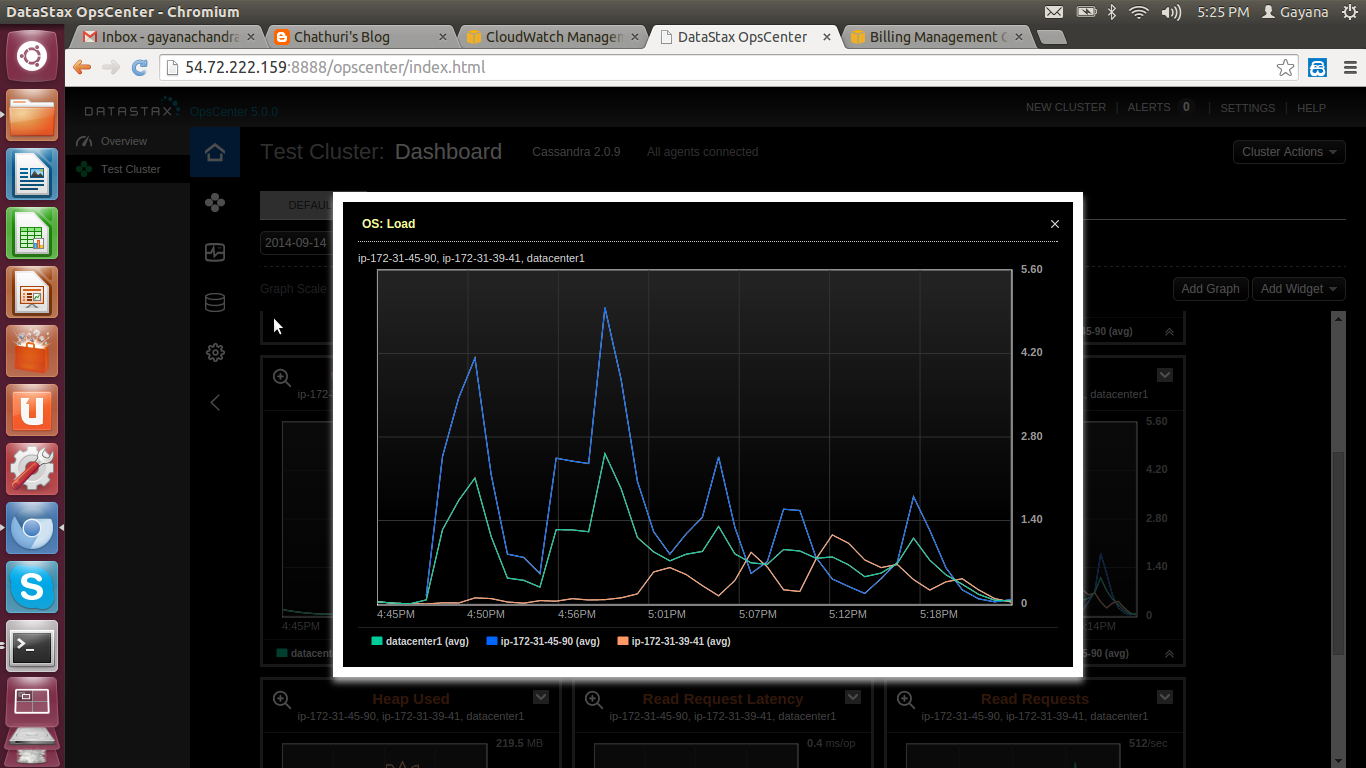 DataStax OpsCenter - Chromium
5:25 PM Gayana
Inbox - gayanachandra
Chathuri's Blog
CloudWatch Managem
DataStax OpsCenter
Billing Management C
54.72.222.159:8888/opscenter/index.html
DATASTAX OpsCenter 5.0.0
NEW CLUSTER | ALERTS 0 | SETTINGS | HELP
Overview
Test Cluster
Test Cluster: Dashboard Cassandra 2.0.9 All agents connected
Cluster Actions
DEFAUL
2014-09-14
Graph Scale
Add Graph Add Widget
OS: Load
ip-172-31-45-90, ip-172-31-39-41, datacenter1
5.60
4.20
2.80
1.40
0
4:45PM 4:50PM 4:56PM 5:01PM 5:07PM 5:12PM 5:18PM
datacenter1 (avg) ip-172-31-45-90 (avg) ip-172-31-39-41 (avg)
45-90 (avg)
ip-17
, datacenter1
5.60
4.20
2.80
1.40
0
4:45PM
:14PM
datacent
45-90 (avg)
Heap Used
ip-172-31-45-90, ip-172-31-39-41, datacenter1
219.5 MB
Read Request Latency
ip-172-31-45-90, ip-172-31-39-41, datacenter1
0.4 ms/op
Read Requests
ip-172-31-45-90, ip-172-31-39-41, datacenter1
512/sec